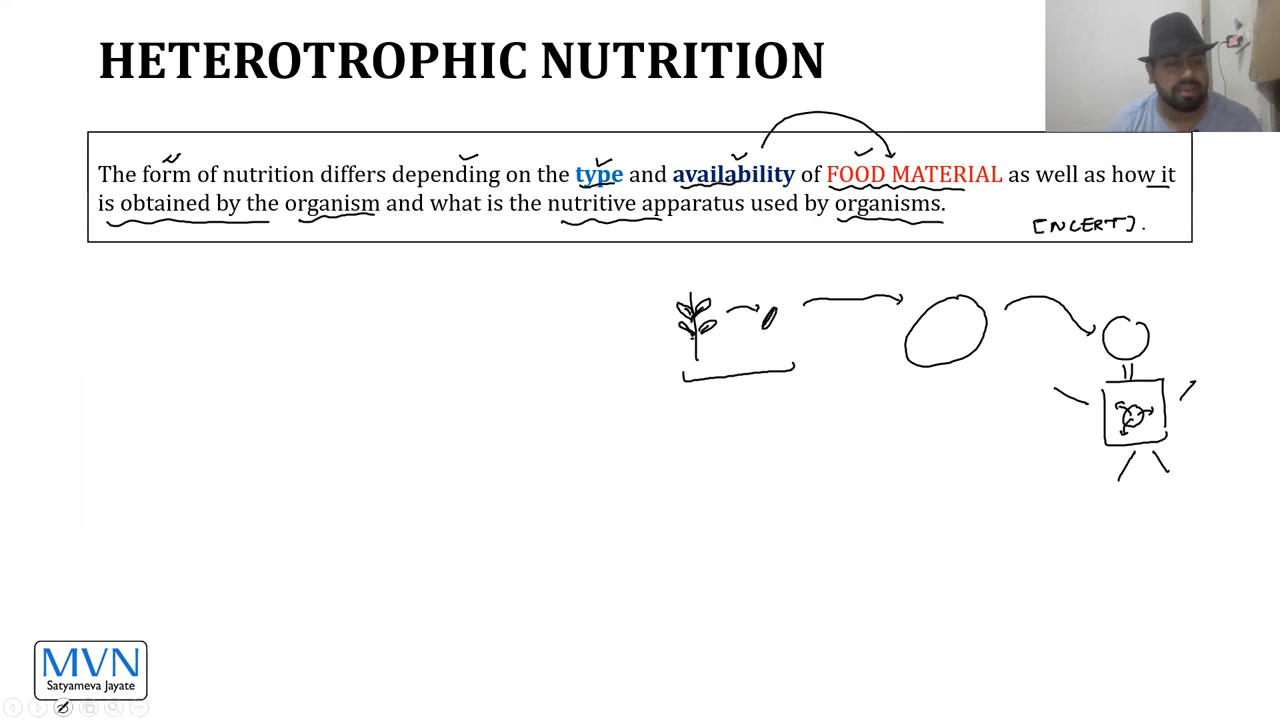 HETEROTROPHIC NUTRITION
The form of nutrition differs depending on the type and availability of FOOD MATERIAL as well as how it
is obtained by the organism and what is the nutritive apparatus used by organisms.
[NCERT].
MVN
Satyameva Jayate